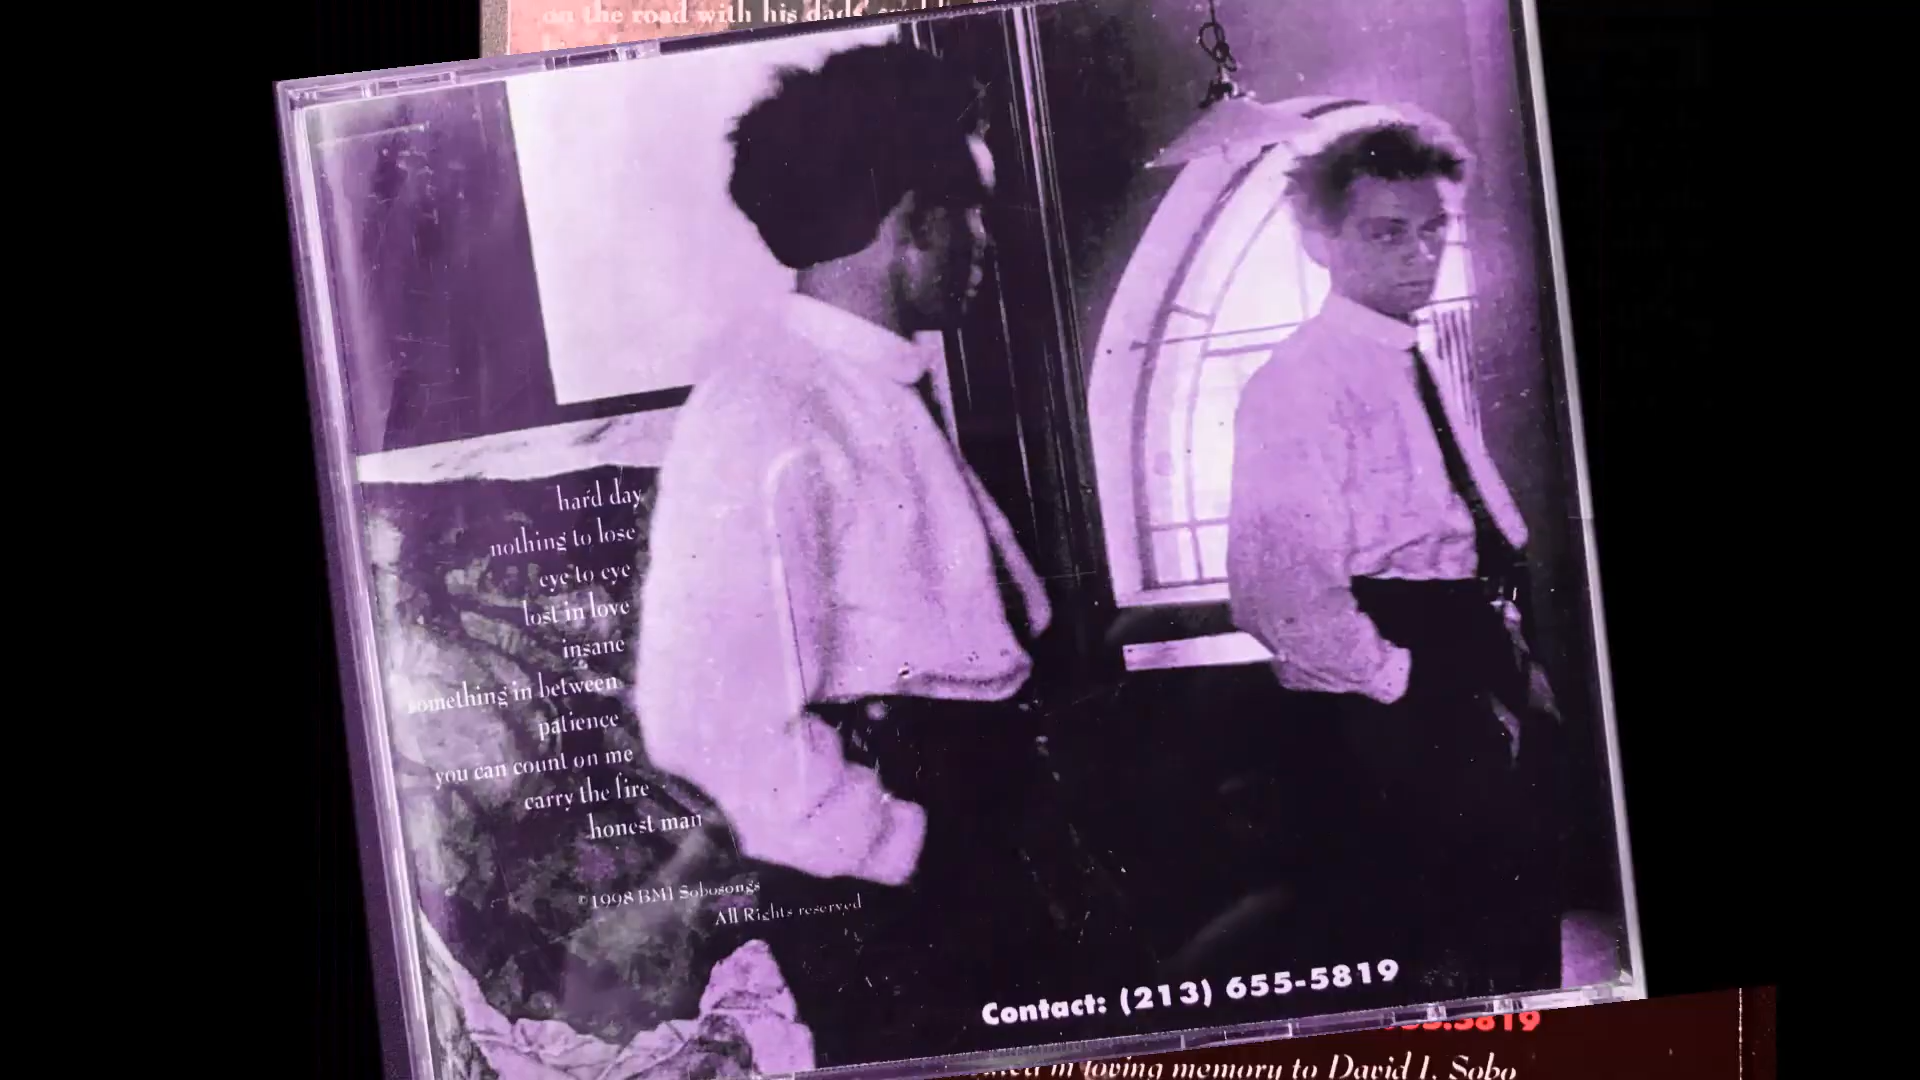 on the road with his dad
hard day
nothing to lose
eye to eye
lost in love
insane
something in between
patience
you can count on me
carry the fire
honest man
©1998 BMI Sobosongs
All Rights reserved
Contact: (213) 655-5819
5819
in loving memory to David I. Sobo